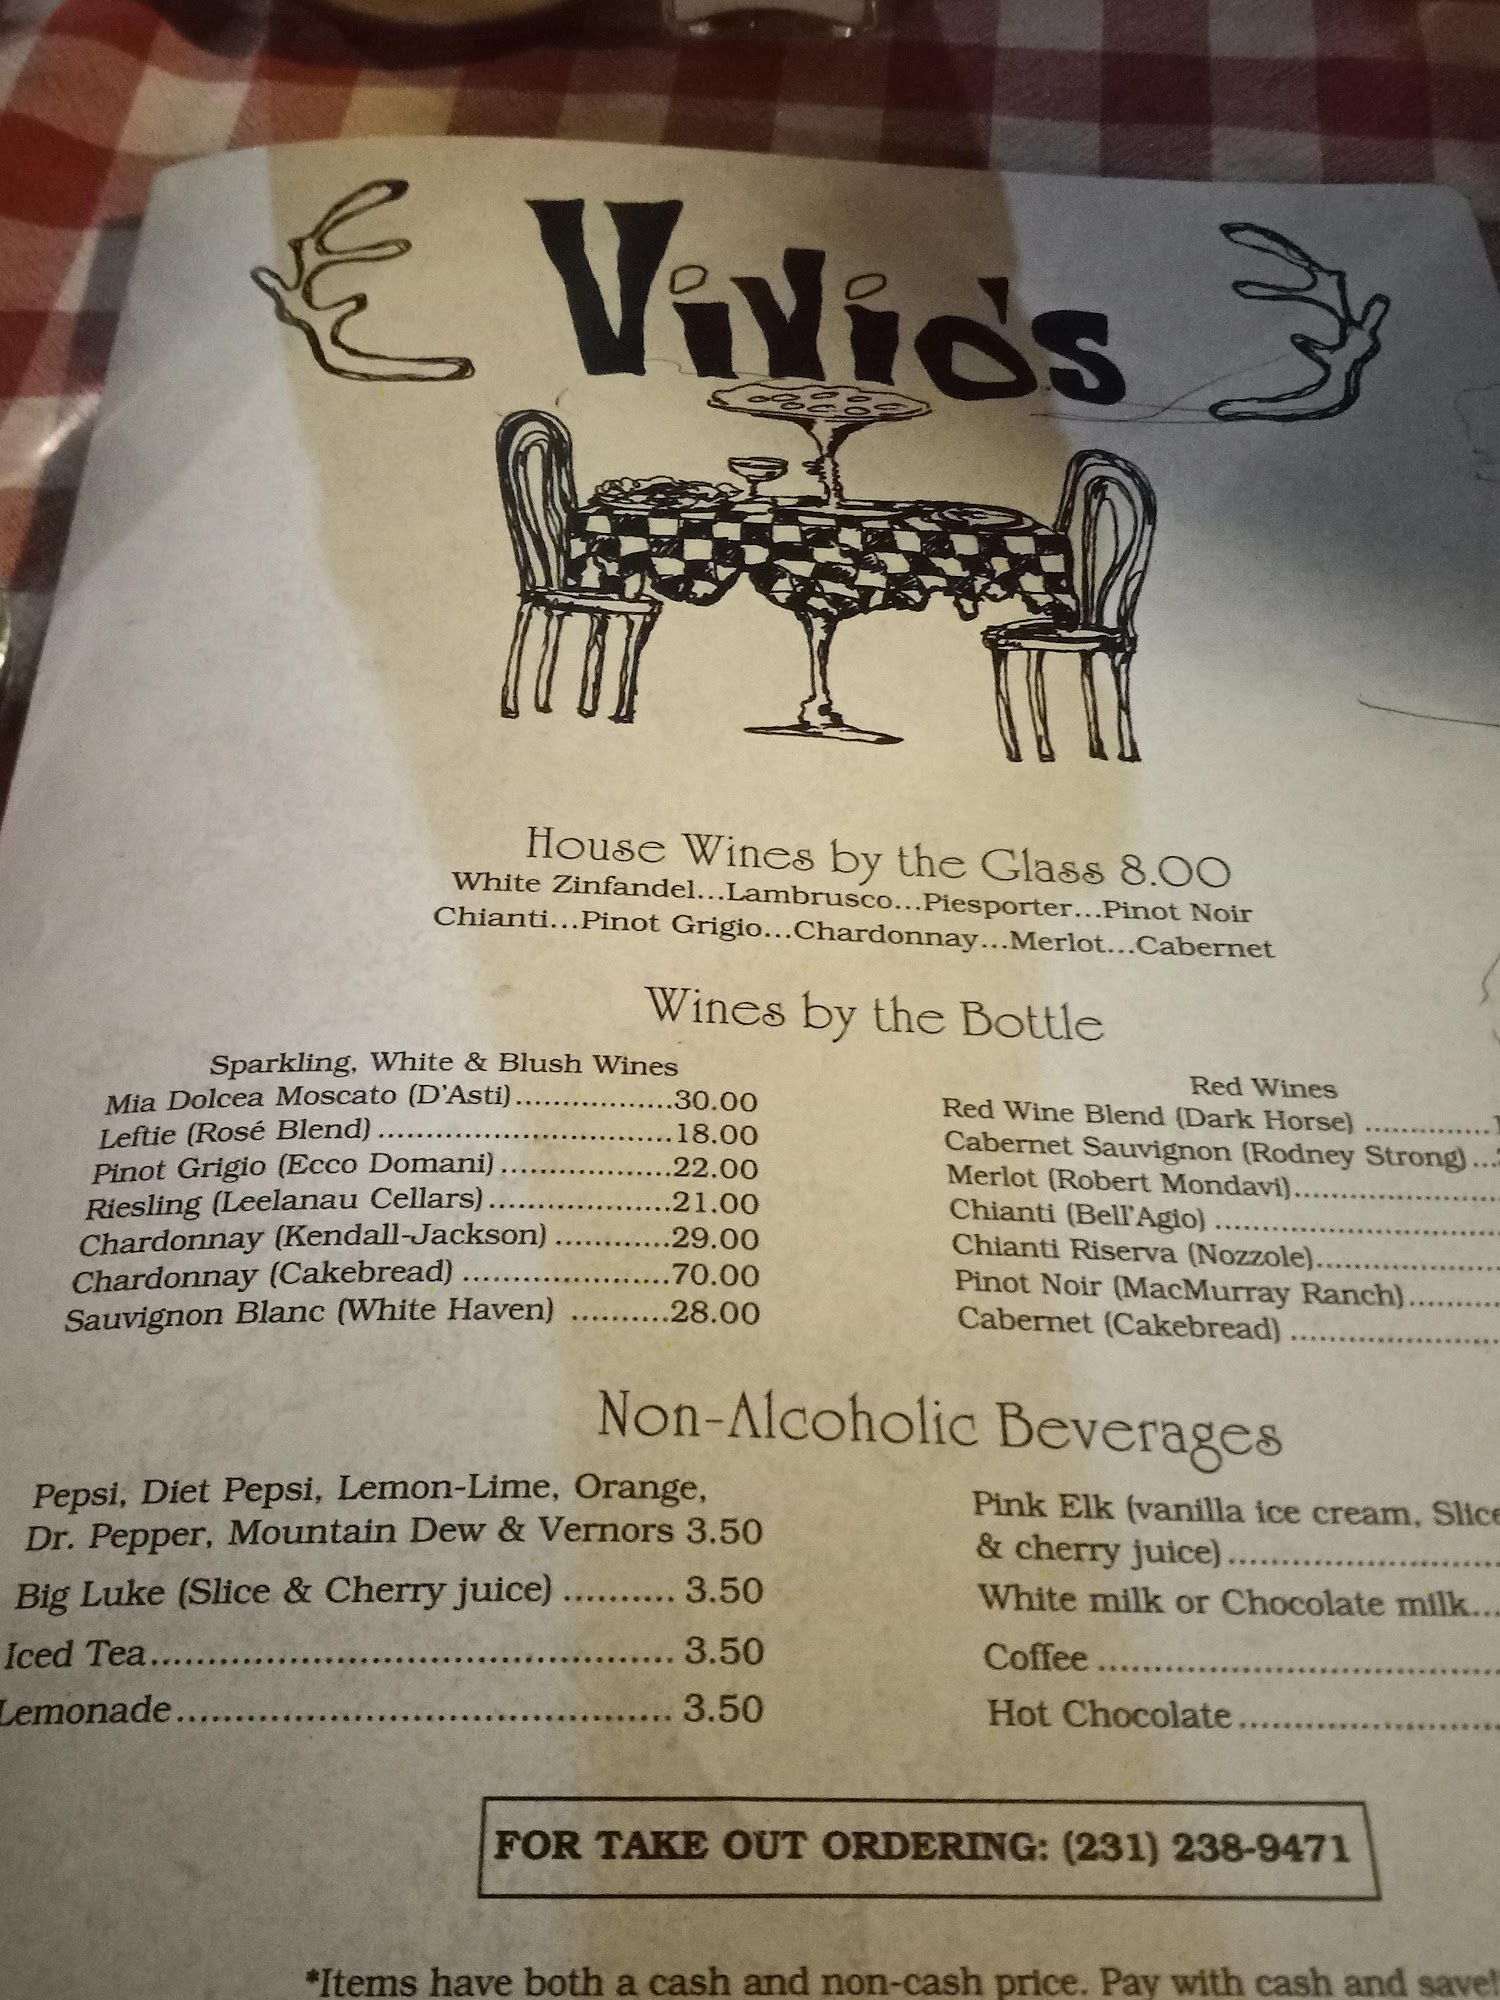 Vivio's
House Wines by the Glass 8.00
White Zinfandel...Lambrusco...Piesporter...Pinot Noir
Chianti...Pinot Grigio...Chardonnay...Merlot...Cabernet
Wines by the Bottle
Sparkling, White & Blush Wines
Mia Dolcea Moscato (D'Asti)..................30.00
Leftie (Rosé Blend)................................18.00
Pinot Grigio (Ecco Domani)...................22.00
Riesling (Leelanau Cellars)....................21.00
Chardonnay (Kendall-Jackson).............29.00
Chardonnay (Cakebread).......................70.00
Sauvignon Blanc (White Haven)...........28.00
Red Wines
Red Wine Blend (Dark Horse)..............
Cabernet Sauvignon (Rodney Strong)...
Merlot (Robert Mondavi).......................
Chianti (Bell'Agio)................................
Chianti Riserva (Nozzole).....................
Pinot Noir (MacMurray Ranch)...........
Cabernet (Cakebread).........................
Non-Alcoholic Beverages
Pepsi, Diet Pepsi, Lemon-Lime, Orange,
Dr. Pepper, Mountain Dew & Vernors 3.50
Big Luke (Slice & Cherry juice).......... 3.50
Iced Tea............................................. 3.50
Lemonade.......................................... 3.50
Pink Elk (vanilla ice cream, Slice
& cherry juice)............................
White milk or Chocolate milk...
Coffee.........................................
Hot Chocolate..........................
FOR TAKE OUT ORDERING: (231) 238-9471
*Items have both a cash and non-cash price. Pay with cash and save!